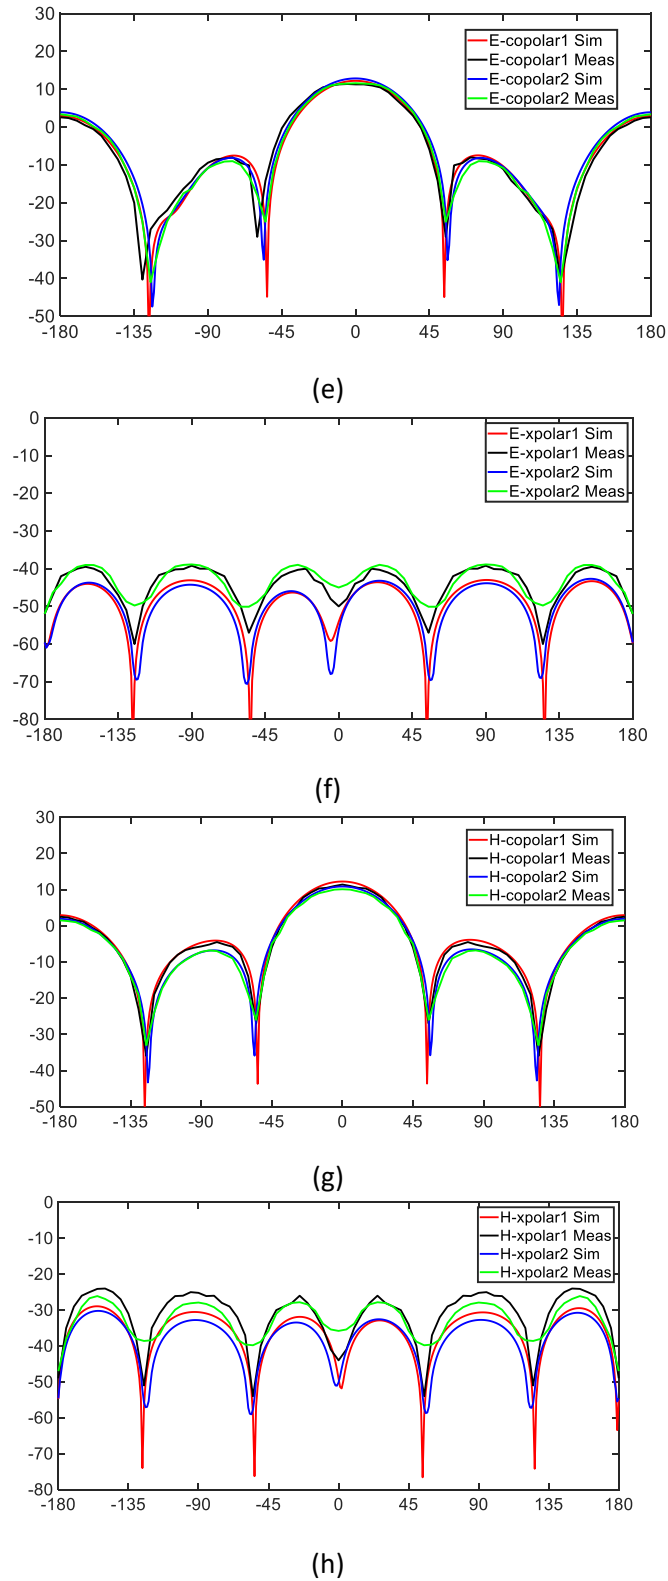 30
20
10
0
-10
-20
-30
-40
-50
-180 -135 -90 -45 0 45 90 135 180
E-copolar1 Sim
E-copolar1 Meas
E-copolar2 Sim
E-copolar2 Meas
(e)
0
-10
-20
-30
-40
-50
-60
-70
-80
-180 -135 -90 -45 0 45 90 135 180
E-xpolar1 Sim
E-xpolar1 Meas
E-xpolar2 Sim
E-xpolar2 Meas
(f)
30
20
10
0
-10
-20
-30
-40
-50
-180 -135 -90 -45 0 45 90 135 180
H-copolar1 Sim
H-copolar1 Meas
H-copolar2 Sim
H-copolar2 Meas
(g)
0
-10
-20
-30
-40
-50
-60
-70
-80
-180 -135 -90 -45 0 45 90 135 180
H-xpolar1 Sim
H-xpolar1 Meas
H-xpolar2 Sim
H-xpolar2 Meas
(h)